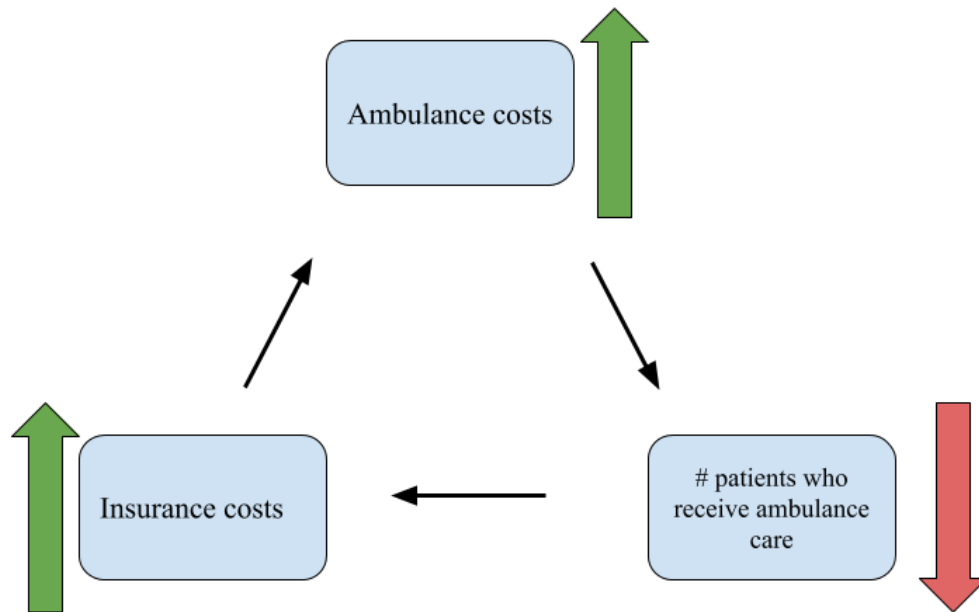 Ambulance costs
Insurance costs
# patients who
receive ambulance
care